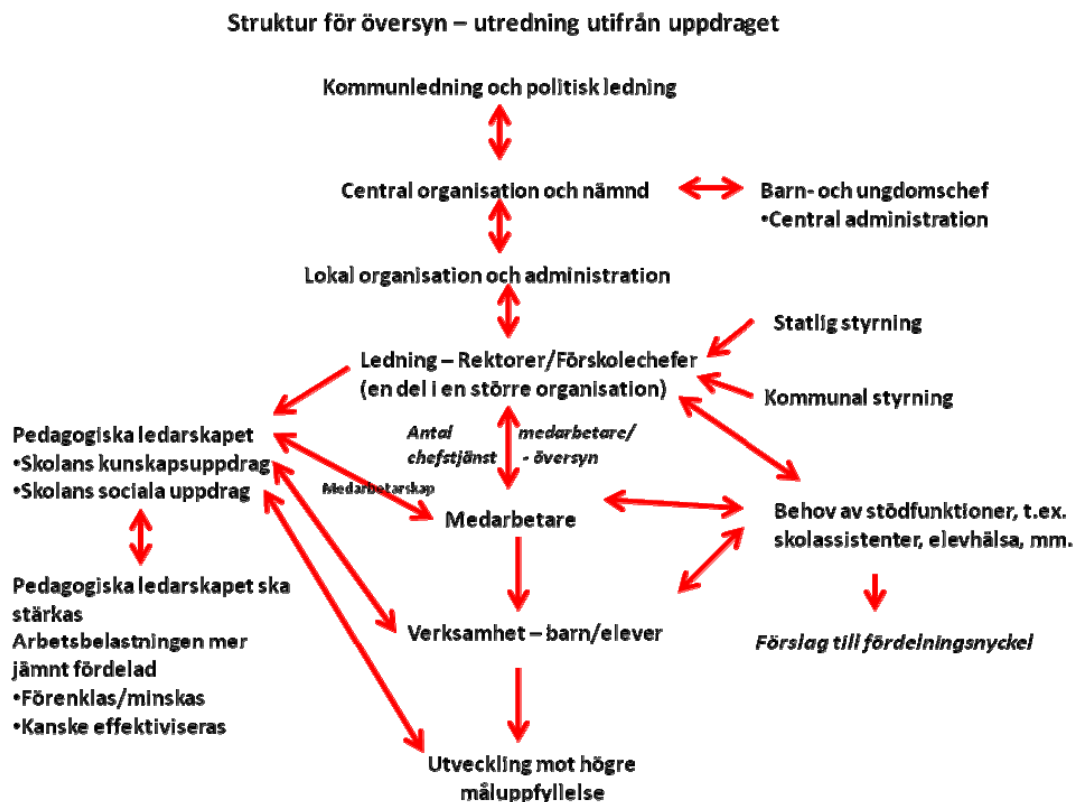 Struktur för översyn – utredning utifrån uppdraget
Kommunledning och politisk ledning
Central organisation och nämnd
Barn- och ungdomschef
•Central administration
Lokal organisation och administration
Statlig styrning
Ledning – Rektorer/Förskolechefer
(en del i en större organisation)
Kommunal styrning
Pedagogiska ledarskapet
•Skolans kunskapsuppdrag
•Skolans sociala uppdrag
Antal medarbetare/
chefstjänst - översyn
Medarbetarskap
Medarbetare
Behov av stödfunktioner, t.ex.
skolassistenter, elevhälsa, mm.
Pedagogiska ledarskapet ska
stärkas
Arbetsbelastningen mer
jämnt fördelad
•Förenklas/minskas
•Kanske effektiviseras
Verksamhet – barn/elever
Förslag till fördelningsnyckel
Utveckling mot högre
måluppfyllelse